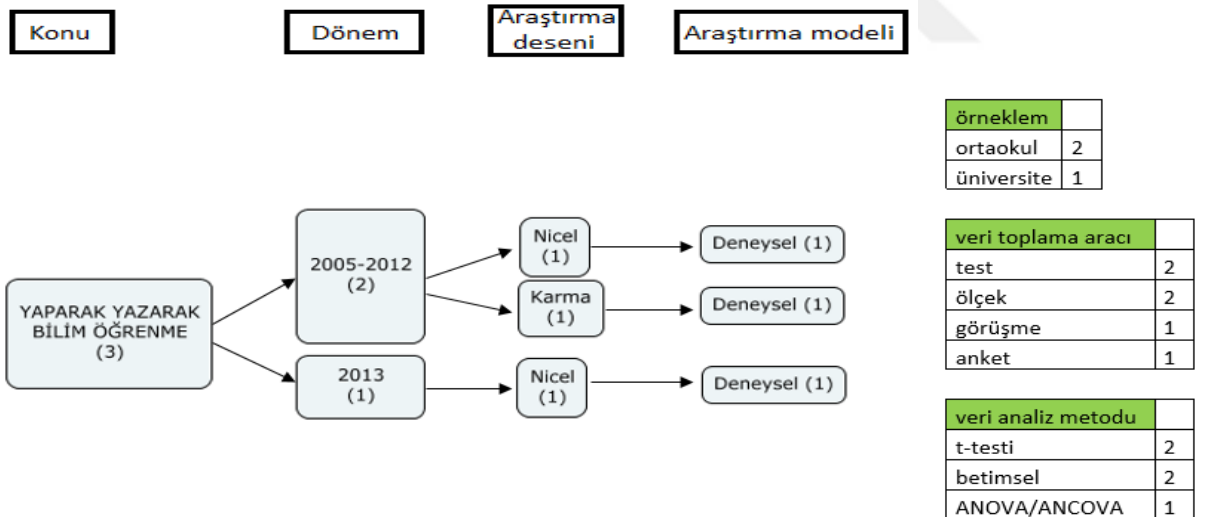 Konu
Dönem
Araştırma
deseni
Araştırma modeli
YAPARAK YAZARAK
BİLİM ÖĞRENME
(3)
2005-2012
(2)
2013
(1)
Nicel
(1)
Karma
(1)
Nicel
(1)
Deneysel (1)
Deneysel (1)
Deneysel (1)
örneklem
ortaokul 2
üniversite 1
veri toplama aracı
test 2
ölçek 2
görüşme 1
anket 1
veri analiz metodu
t-testi 2
betimsel 2
ANOVA/ANCOVA 1